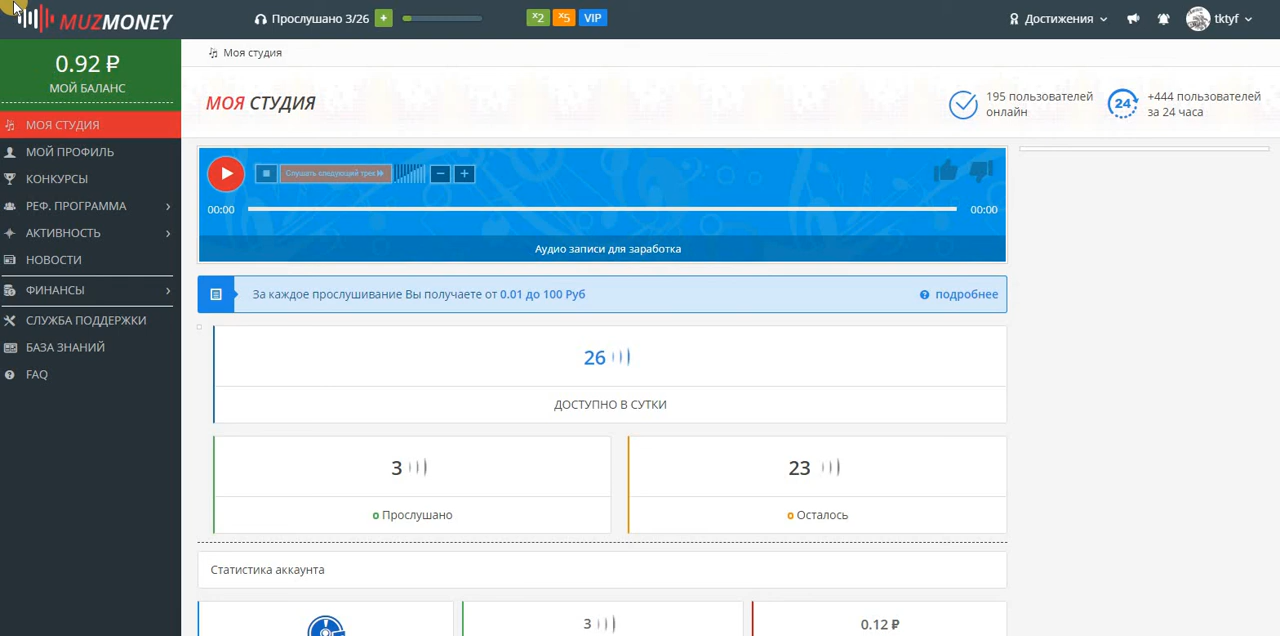 MUZMONEY
Прослушано 3/26 +
x2 x5 VIP
Достижения
tktyf
0.92 ₽
МОЙ БАЛАНС
МОЯ СТУДИЯ
МОЙ ПРОФИЛЬ
КОНКУРСЫ
РЕФ. ПРОГРАММА
АКТИВНОСТЬ
НОВОСТИ
ФИНАНСЫ
СЛУЖБА ПОДДЕРЖКИ
БАЗА ЗНАНИЙ
FAQ
Моя студия
МОЯ СТУДИЯ
195 пользователей
онлайн
24
+444 пользователей
за 24 часа
Слушать следующий трек
00:00
00:00
Аудио записи для заработка
За каждое прослушивание Вы получаете от 0.01 до 100 Руб
подробнее
26
ДОСТУПНО В СУТКИ
3
Прослушано
23
Осталось
Статистика аккаунта
3
0.12 ₽